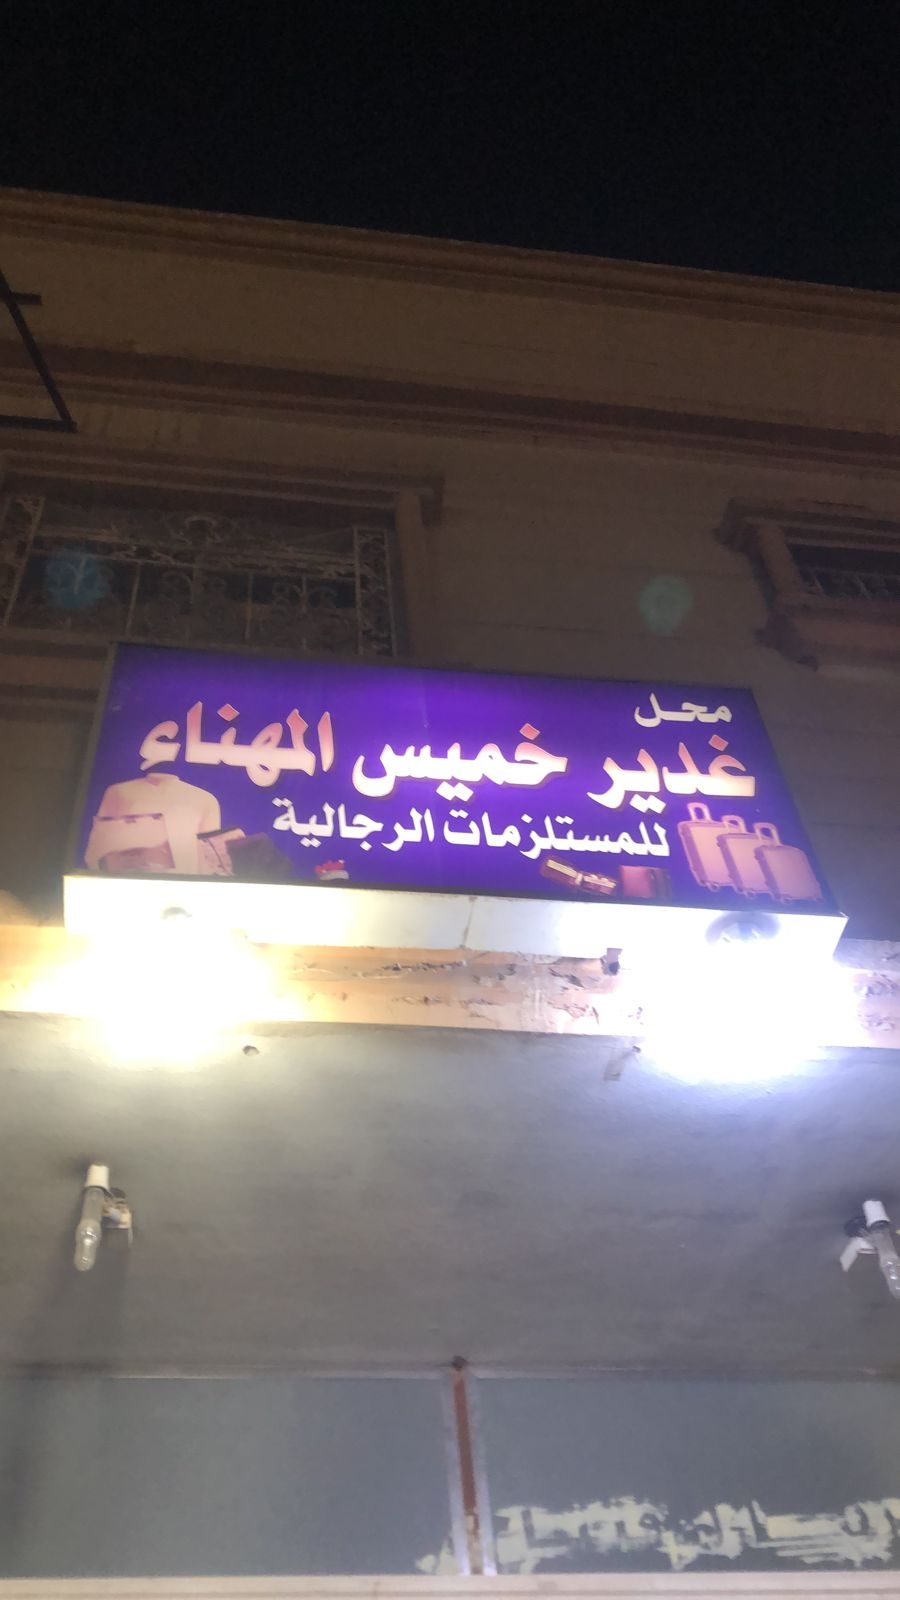 محل
غدير خميس المهناء
للمستلزمات الرجالية